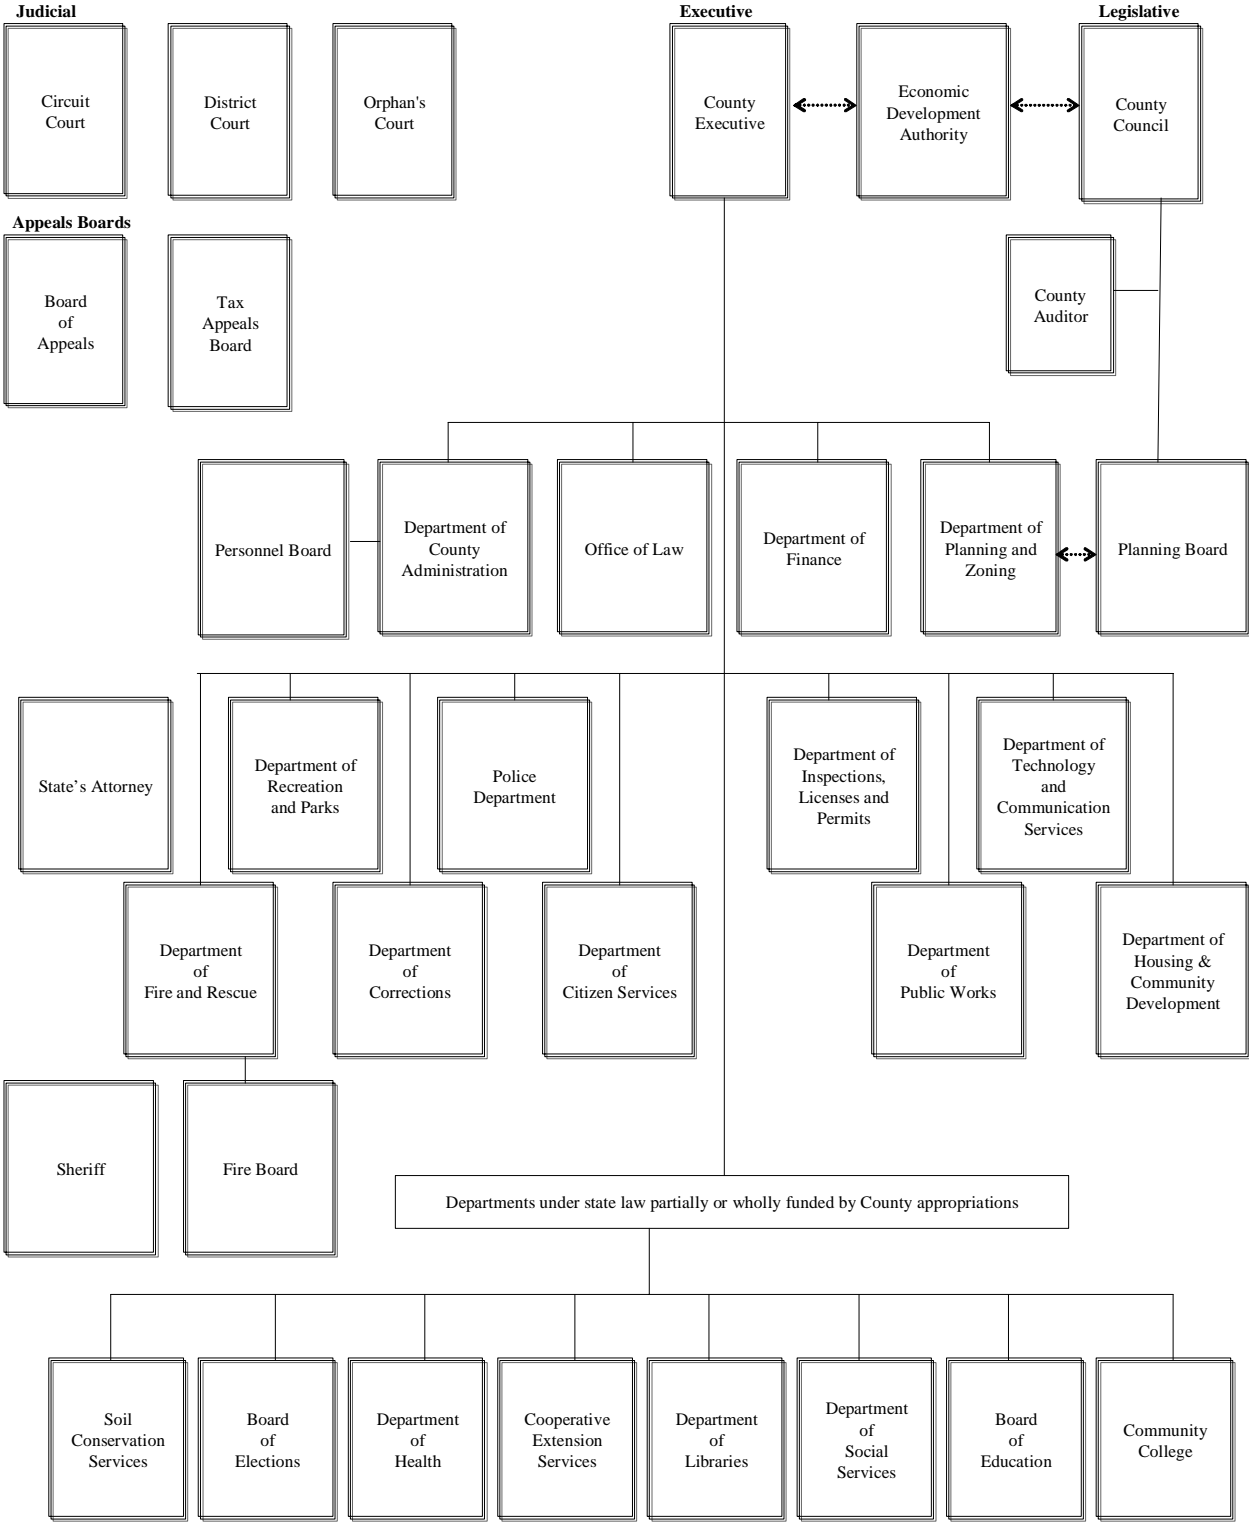 Judicial
Executive
Legislative
Circuit
Court
District
Court
Orphan's
Court
County
Executive
Economic
Development
Authority
County
Council
Appeals Boards
Board
of
Appeals
Tax
Appeals
Board
County
Auditor
Personnel Board
Department of
County
Administration
Office of Law
Department of
Finance
Department of
Planning and
Zoning
Planning Board
State’s Attorney
Department of
Recreation
and Parks
Police
Department
Department of
Inspections,
Licenses and
Permits
Department of
Technology
and
Communication
Services
Department
of
Fire and Rescue
Department
of
Corrections
Department
of
Citizen Services
Department
of
Public Works
Department of
Housing &
Community
Development
Sheriff
Fire Board
Departments under state law partially or wholly funded by County appropriations
Soil
Conservation
Services
Board
of
Elections
Department
of
Health
Cooperative
Extension
Services
Department
of
Libraries
Department
of
Social
Services
Board
of
Education
Community
College